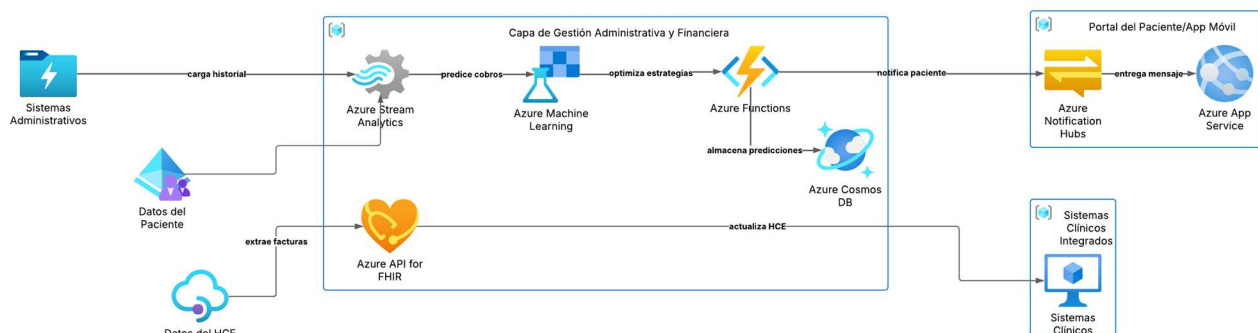 Capa de Gestión Administrativa y Financiera
Portal del Paciente/App Móvil
carga historial
predice cobros
optimiza estrategias
notifica paciente
entrega mensaje
Sistemas
Administrativos
Azure Stream
Analytics
Azure Machine
Learning
Azure Functions
Azure
Notification
Hubs
Azure App
Service
almacena predicciones
Azure Cosmos
DB
Datos del
Paciente
extrae facturas
actualiza HCE
Azure API for
FHIR
Sistemas
Clínicos
Integrados
Sistemas
Clínicos
Datos del HCE